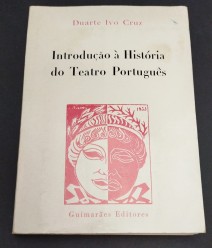 Duarte Ivo Cruz
Introdução à História
do Teatro Português
Guimarães Editores